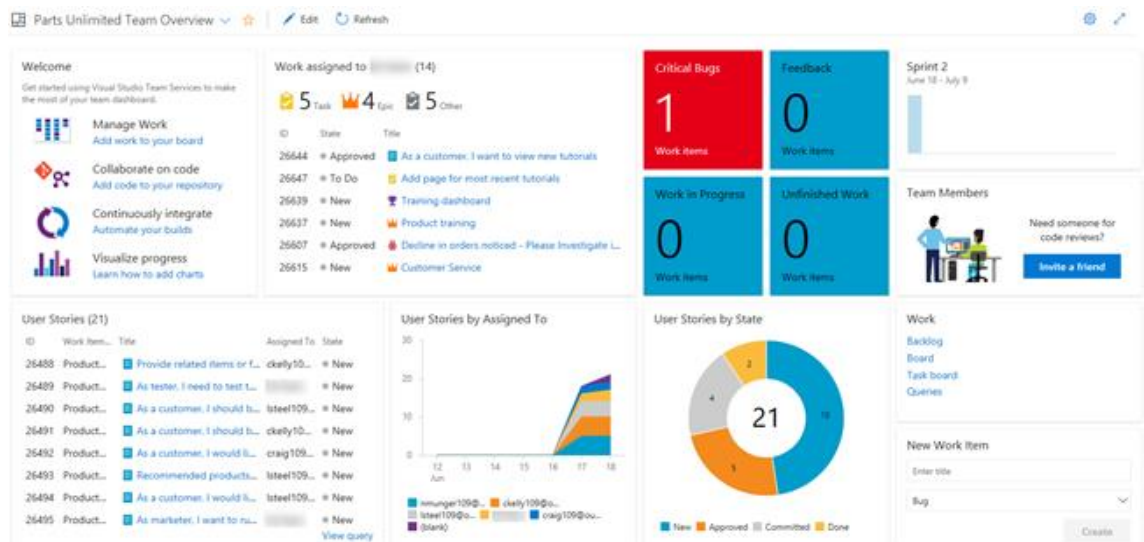 Parts Unlimited Team Overview
Edit
Refresh
Welcome
Get started using Visual Studio Team Services to make
the most of your team dashboard.
Manage Work
Add work to your board
Collaborate on code
Add code to your repository
Continuously integrate
Automate your builds
Visualize progress
Learn how to add charts
Work assigned to (14)
5 Task 4 Epic 5 Other
ID State Title
26644 Approved As a customer, I want to view new tutorials
26647 To Do Add page for most recent tutorials
26639 New Training dashboard
26637 New Product training
26607 Approved Decline in orders noticed - Please Investigate i...
26615 New Customer Service
Critical Bugs
1
Work items
Feedback
0
Work items
Work in Progress
0
Work items
Unfinished Work
0
Work items
Sprint 2
June 18 - July 9
Team Members
Need someone for
code reviews?
Invite a friend
User Stories (21)
ID Work Item... Title Assigned To State
26488 Product... Provide related items or f... ckelly10... New
26489 Product... As tester, I need to test t... New
26490 Product... As a customer, I should b... lsteel109... New
26491 Product... As a customer, I should b... ckelly10... New
26492 Product... As a customer, I would li... craig109... New
26493 Product... Recommended products... lsteel109... New
26494 Product... As a customer, I would li... lsteel109... New
26495 Product... As marketer, I want to ru... New
View query
User Stories by Assigned To
30
20
10
0
12 13 14 15 16 17 18
Jun
nmunger109@... ckelly109@o...
lsteel109@o... craig109@ou...
(blank)
User Stories by State
2
4
10
21
5
New Approved Committed Done
Work
Backlog
Board
Task board
Queries
New Work Item
Enter title
Bug
Create